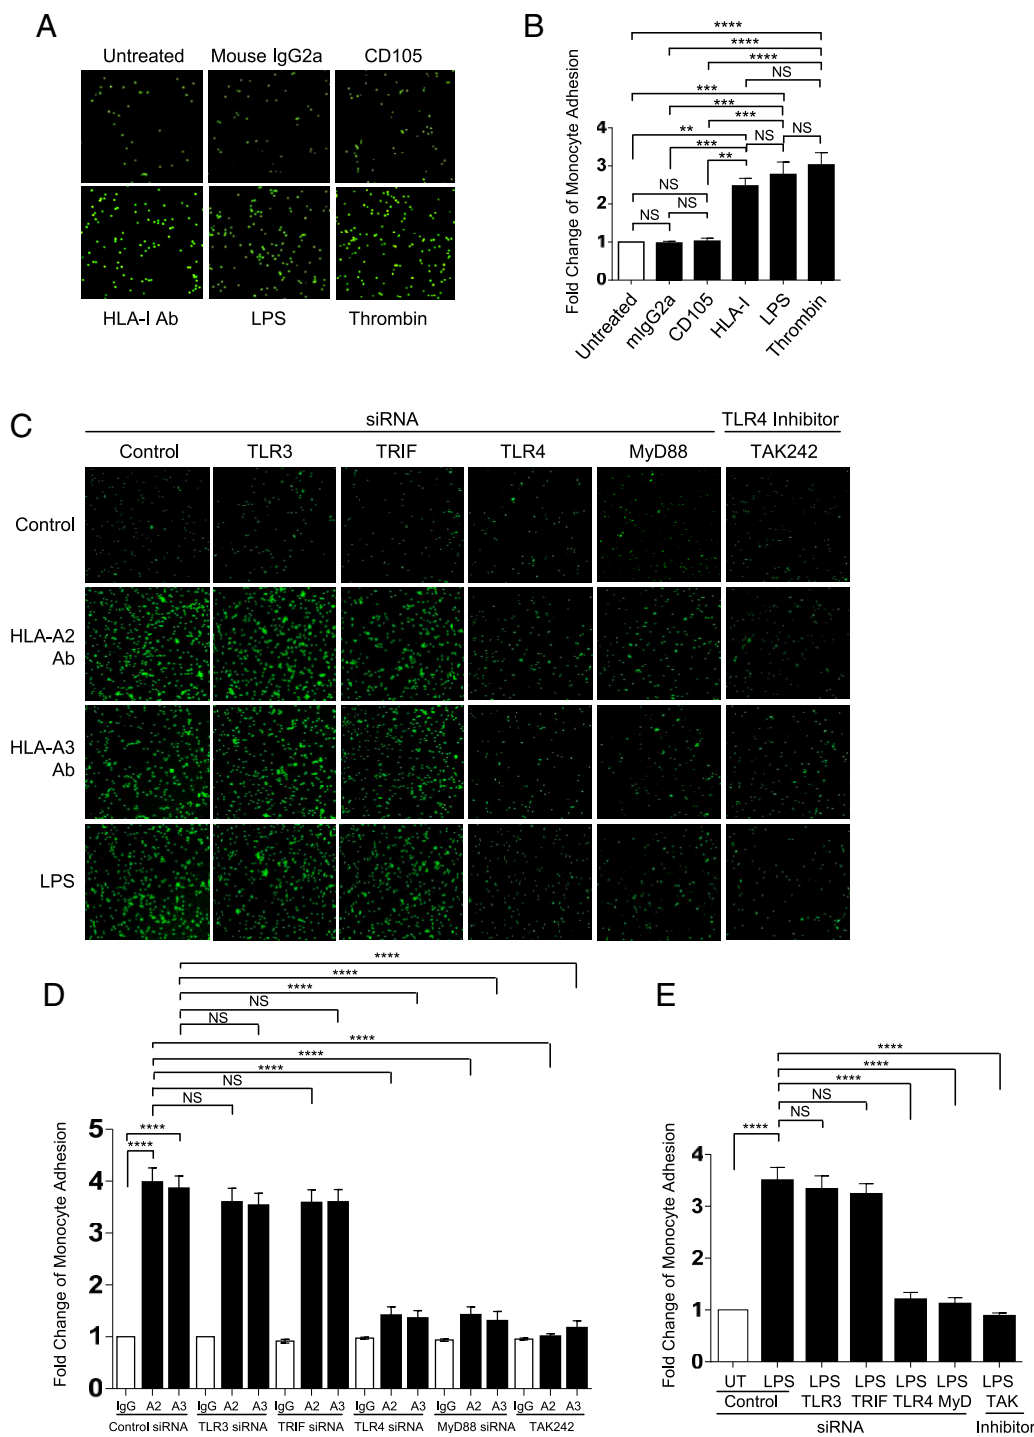 A
Untreated Mouse IgG2a CD105
HLA-I Ab LPS Thrombin
B
****
****
****
NS
***
***
***
** NS NS
***
**
NS
NS NS
Fold Change of Monocyte Adhesion
4
3
2
1
0
Untreated
mIgG2a
CD105
HLA-I
LPS
Thrombin
C
siRNA TLR4 Inhibitor
Control TLR3 TRIF TLR4 MyD88 TAK242
Control
HLA-A2
Ab
HLA-A3
Ab
LPS
D
****
****
****
NS
NS
****
****
****
NS
NS
****
****
Fold Change of Monocyte Adhesion
5
4
3
2
1
0
IgG A2 A3 IgG A2 A3 IgG A2 A3 IgG A2 A3 IgG A2 A3 IgG A2 A3
Control siRNA TLR3 siRNA TRIF siRNA TLR4 siRNA MyD88 siRNA TAK242
E
****
****
****
NS
NS
****
Fold Change of Monocyte Adhesion
4
3
2
1
0
UT LPS LPS LPS LPS LPS LPS
Control TLR3 TRIF TLR4 MyD TAK
siRNA Inhibitor